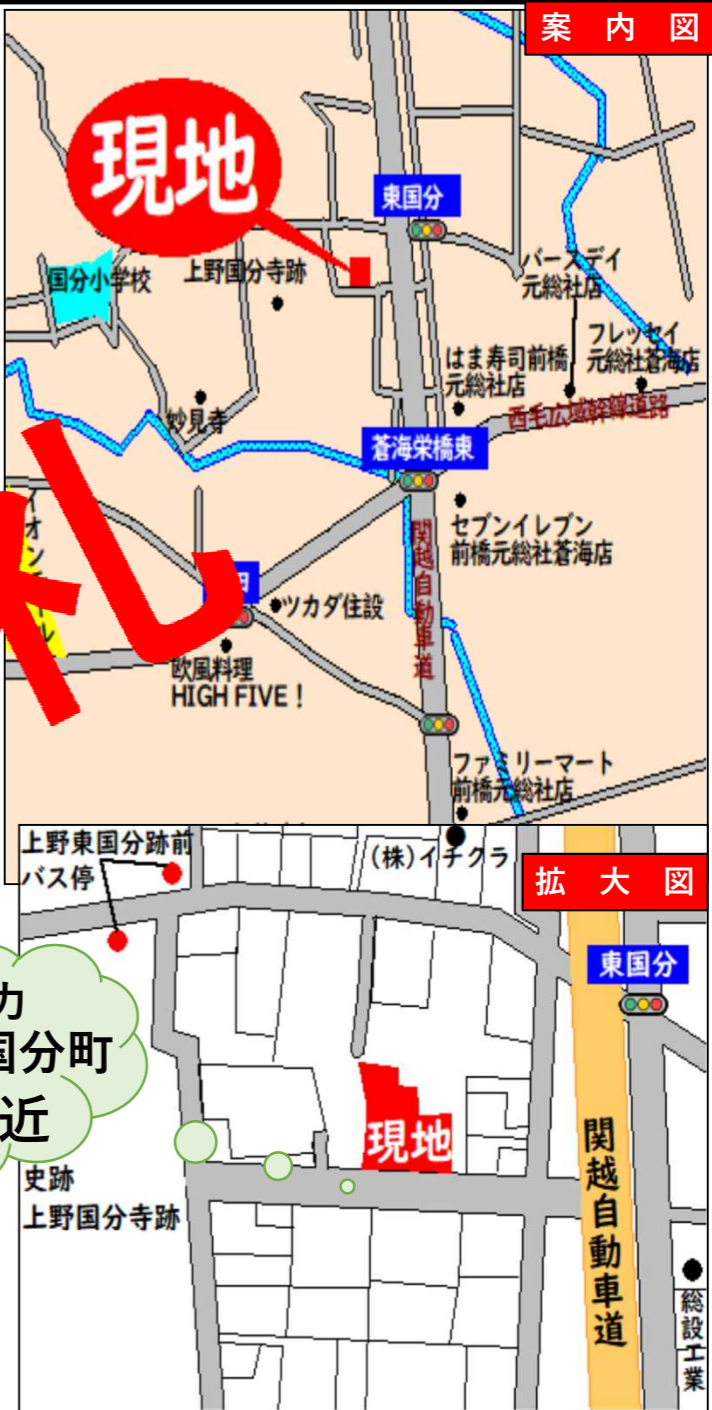 案 内 図
現地
東国分
国分小学校
上野国分寺跡
バースデイ
元総社店
はま寿司前橋
元総社店
フレッセイ
元総社蒼海店
西毛広域幹線道路
妙見寺
蒼海栄橋東
札
イオンモール
関越自動車道
セブンイレブン
前橋元総社蒼海店
ツカダ住設
欧風料理
HIGH FIVE！
ファミリーマート
前橋元総社店
拡 大 図
上野東国分跡前
バス停
(株)イチクラ
東国分
国分町
近
現地
史跡
上野国分寺跡
関越自動車道
総設工業